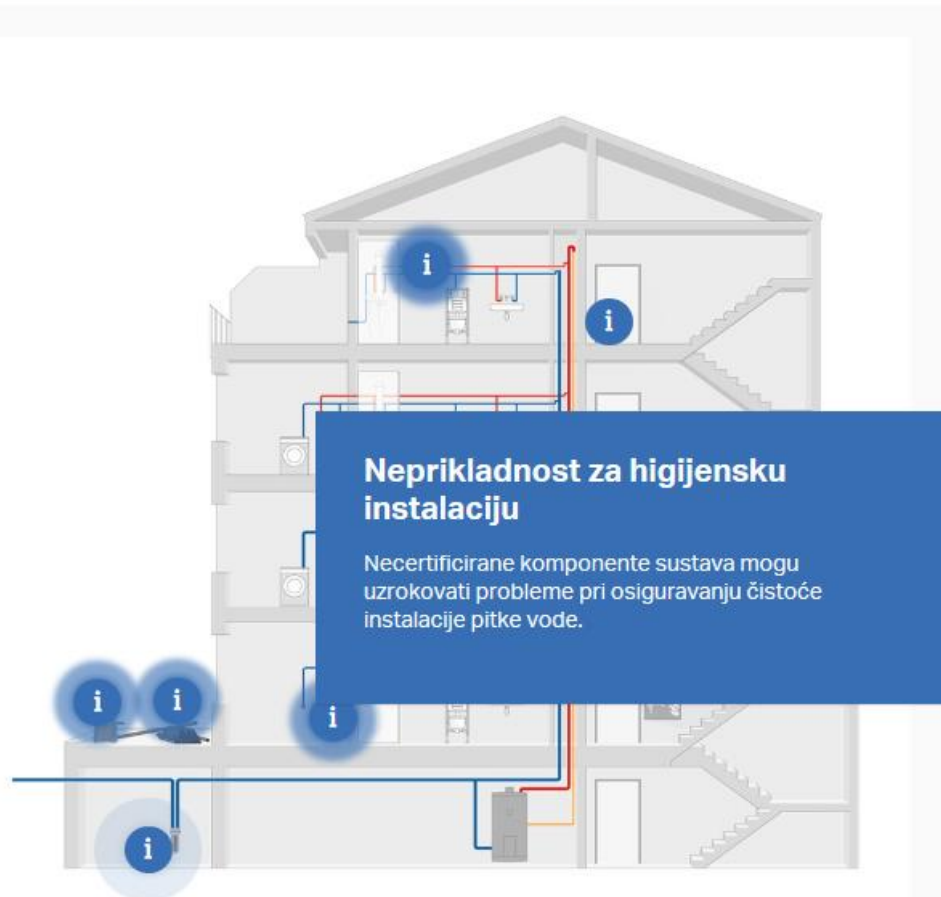 i
i
Neprikladnost za higijensku
instalaciju
Necertificirane komponente sustava mogu
uzrokovati probleme pri osiguravanju čistoće
instalacije pitke vode.
i
i
i
i